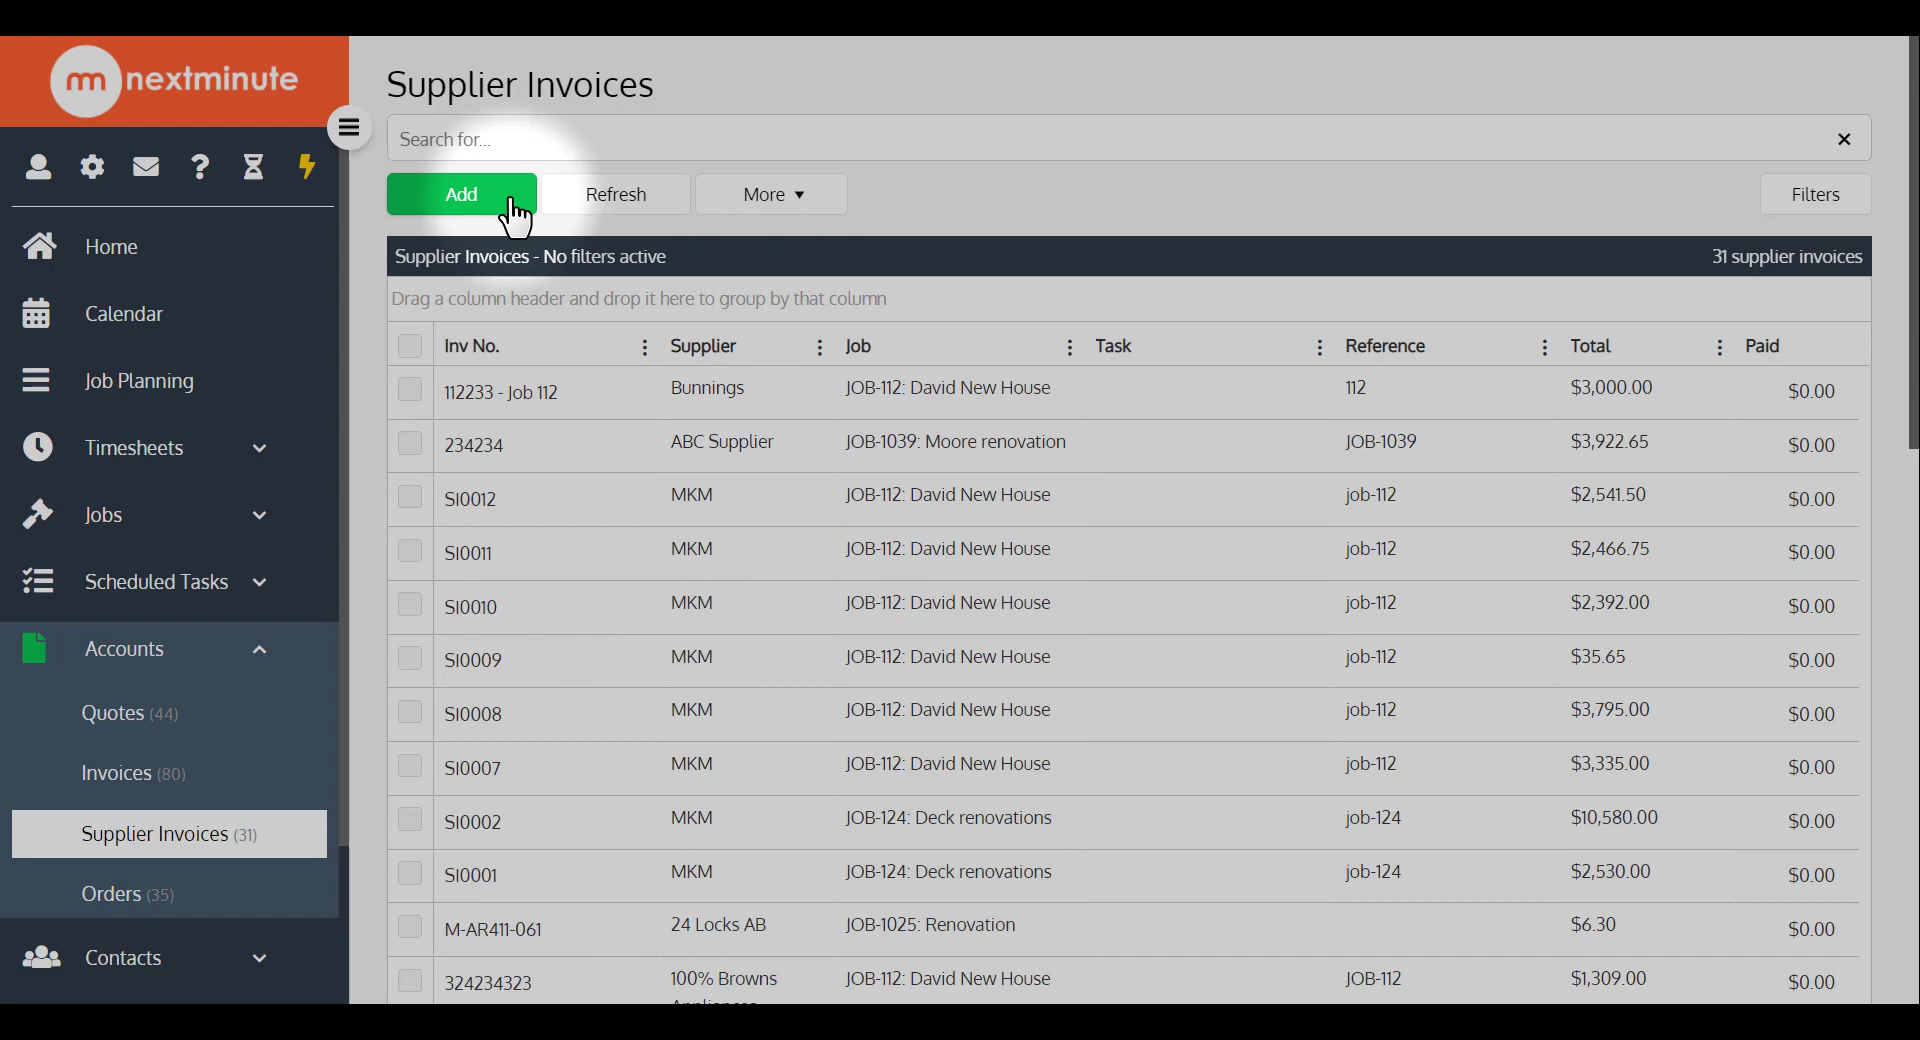 nextminute
Home
Calendar
Job Planning
Timesheets
Jobs
Scheduled Tasks
Accounts
Quotes (44)
Invoices (80)
Supplier Invoices (31)
Orders (35)
Contacts
Supplier Invoices
Search for...
Add Refresh More Filters
Supplier Invoices - No filters active 31 supplier invoices
Drag a column header and drop it here to group by that column
Inv No. Supplier Job Task Reference Total Paid
112233 - Job 112 Bunnings JOB-112: David New House 112 $3,000.00 $0.00
234234 ABC Supplier JOB-1039: Moore renovation JOB-1039 $3,922.65 $0.00
SI0012 MKM JOB-112: David New House job-112 $2,541.50 $0.00
SI0011 MKM JOB-112: David New House job-112 $2,466.75 $0.00
SI0010 MKM JOB-112: David New House job-112 $2,392.00 $0.00
SI0009 MKM JOB-112: David New House job-112 $35.65 $0.00
SI0008 MKM JOB-112: David New House job-112 $3,795.00 $0.00
SI0007 MKM JOB-112: David New House job-112 $3,335.00 $0.00
SI0002 MKM JOB-124: Deck renovations job-124 $10,580.00 $0.00
SI0001 MKM JOB-124: Deck renovations job-124 $2,530.00 $0.00
M-AR411-061 24 Locks AB JOB-1025: Renovation $6.30 $0.00
324234323 100% Browns JOB-112: David New House JOB-112 $1,309.00 $0.00